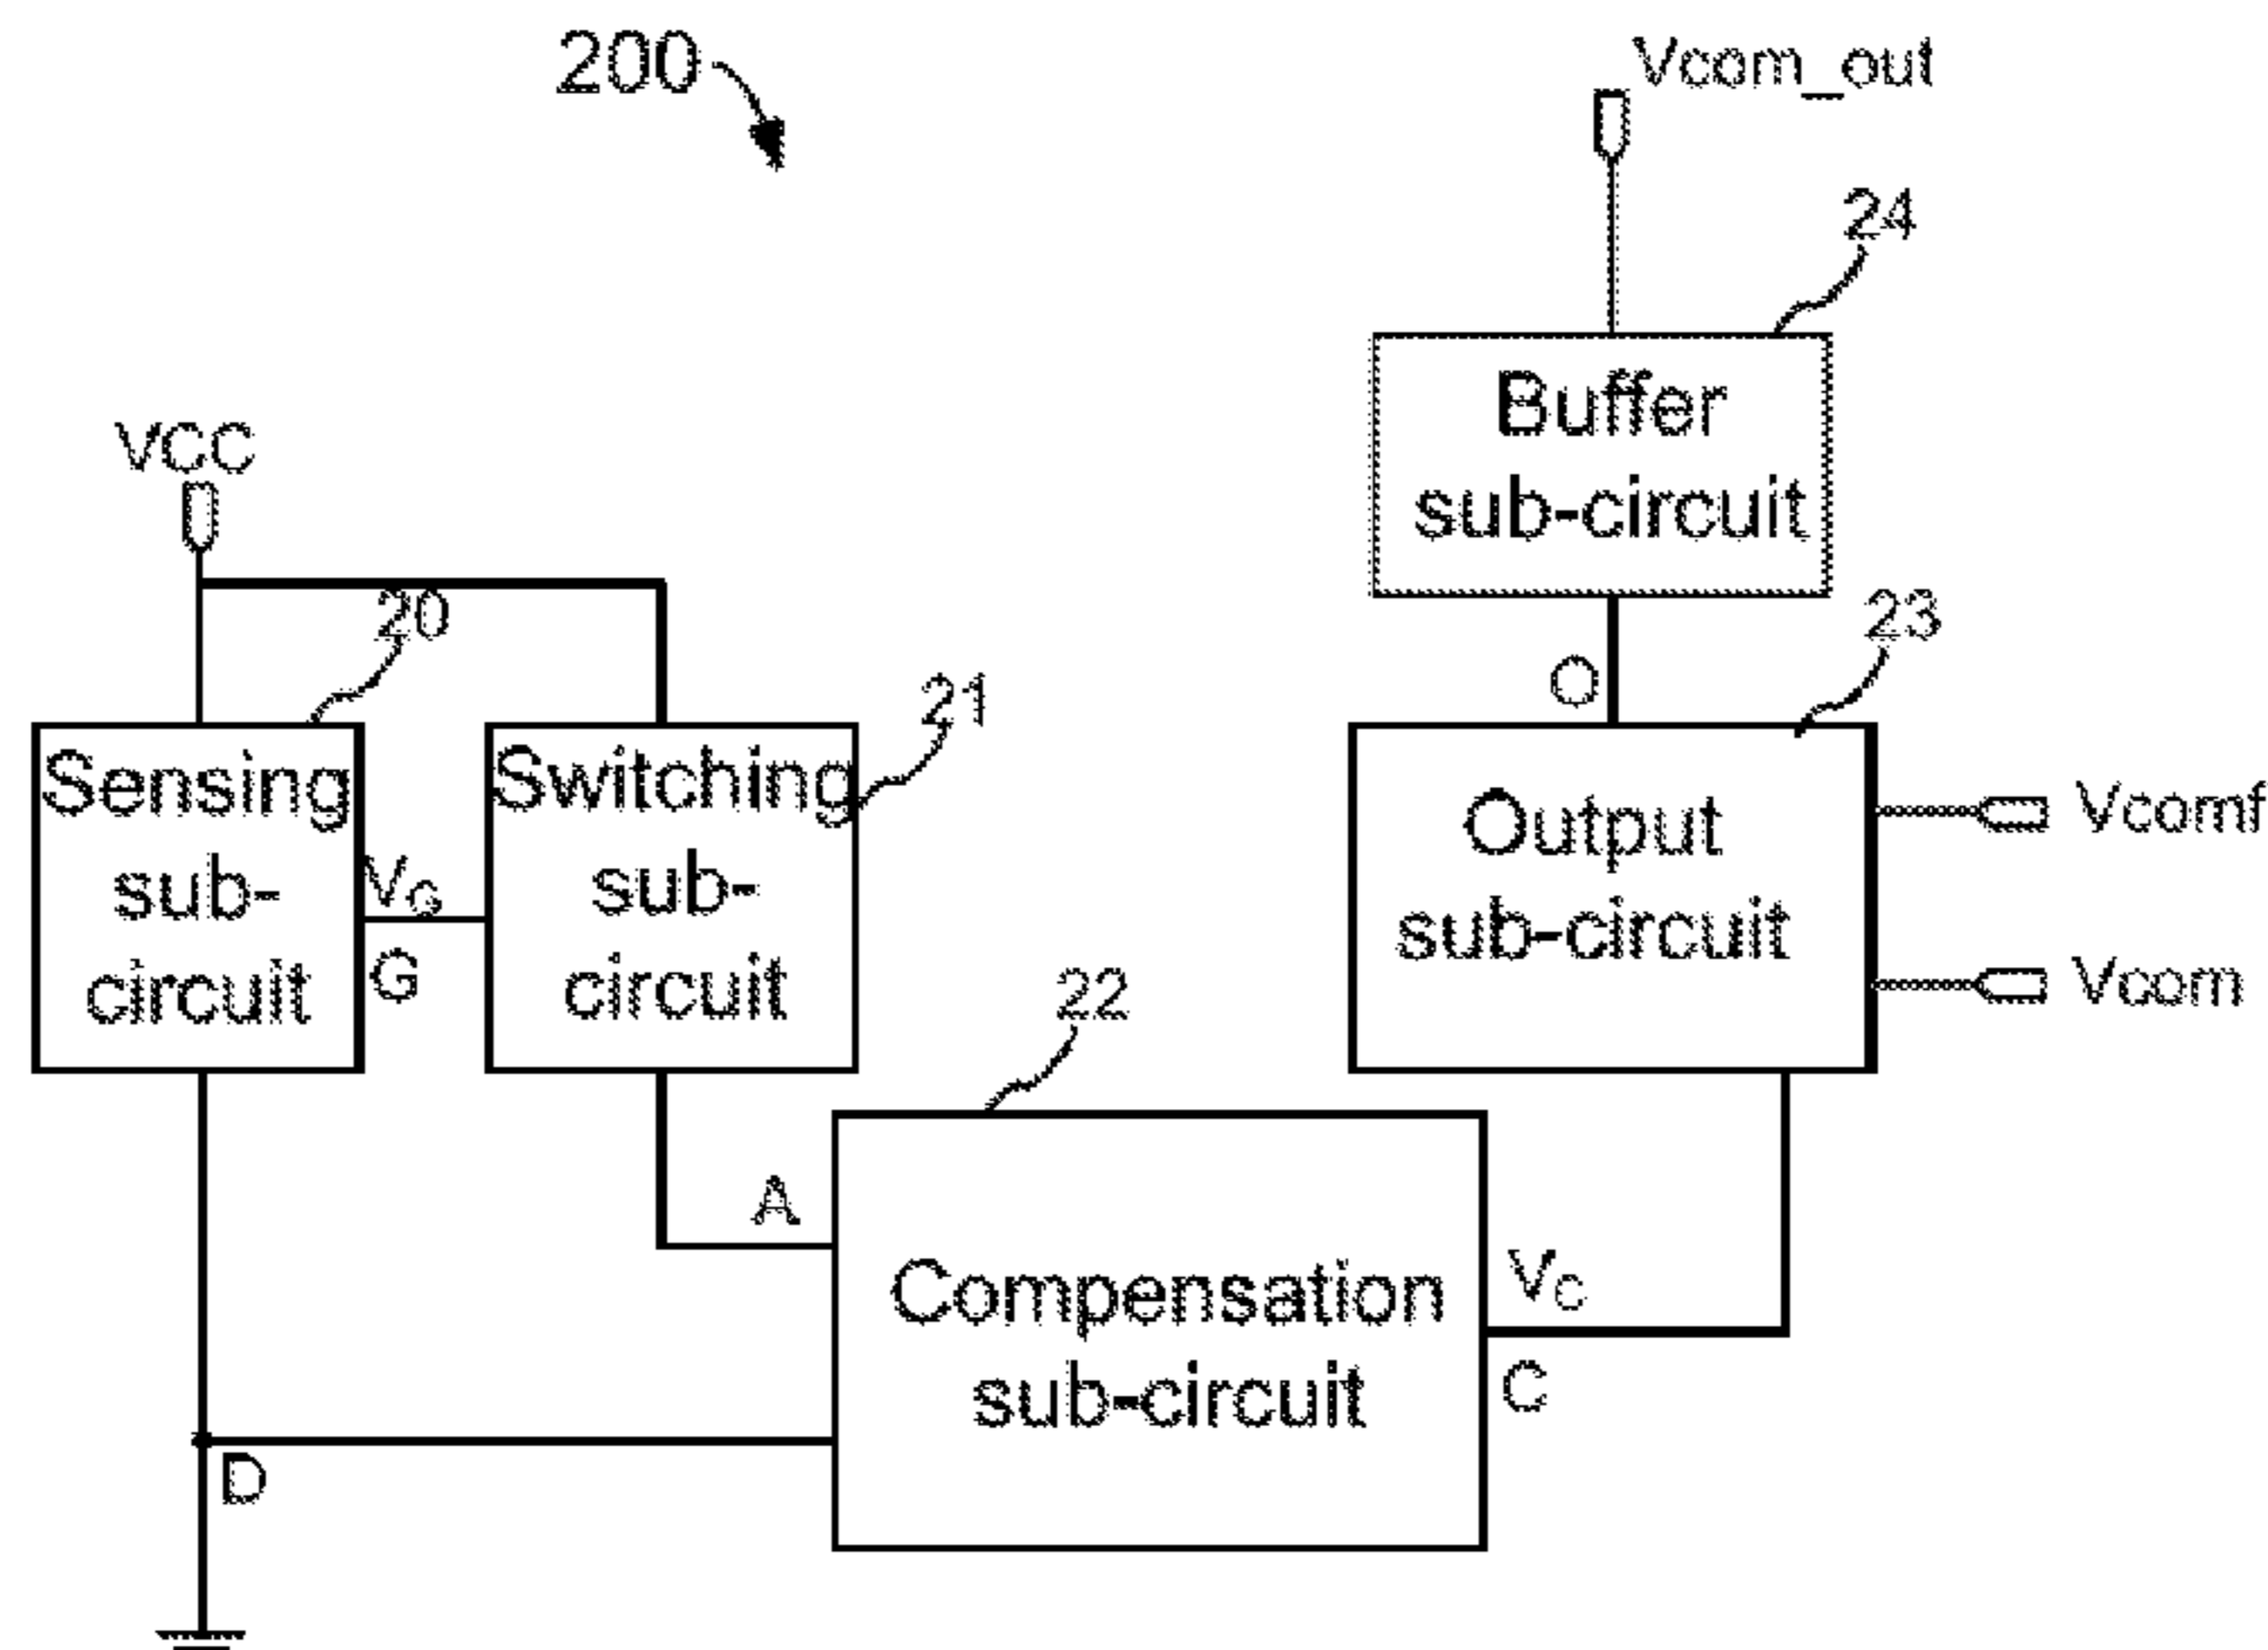 200
Vcom_out
24
Buffer
sub-circuit
VCC
20
21
O
23
Sensing
sub-
circuit
VG
G
Switching
sub-
circuit
Output
sub-circuit
Vcomf
Vcom
22
A
Compensation
sub-circuit
VC
C
D